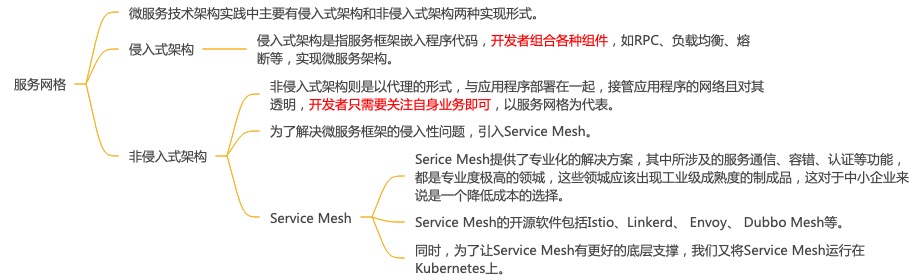 微服务技术架构实践中主要有侵入式架构和非侵入式架构两种实现形式。
服务网格
侵入式架构
侵入式架构是指服务框架嵌入程序代码，开发者组合各种组件，如RPC、负载均衡、熔
断等，实现微服务架构。
非侵入式架构
非侵入式架构则是以代理的形式，与应用程序部署在一起，接管应用程序的网络且对其
透明，开发者只需要关注自身业务即可，以服务网格为代表。
为了解决微服务框架的侵入性问题，引入Service Mesh。
Service Mesh
Serice Mesh提供了专业化的解决方案，其中所涉及的服务通信、容错、认证等功能，
都是专业度极高的领域，这些领域应该出现工业级成熟度的制成品，这对于中小企业来
说是一个降低成本的选择。
Service Mesh的开源软件包括Istio、Linkerd、 Envoy、 Dubbo Mesh等。
同时，为了让Service Mesh有更好的底层支撑，我们又将Service Mesh运行在
Kubernetes上。